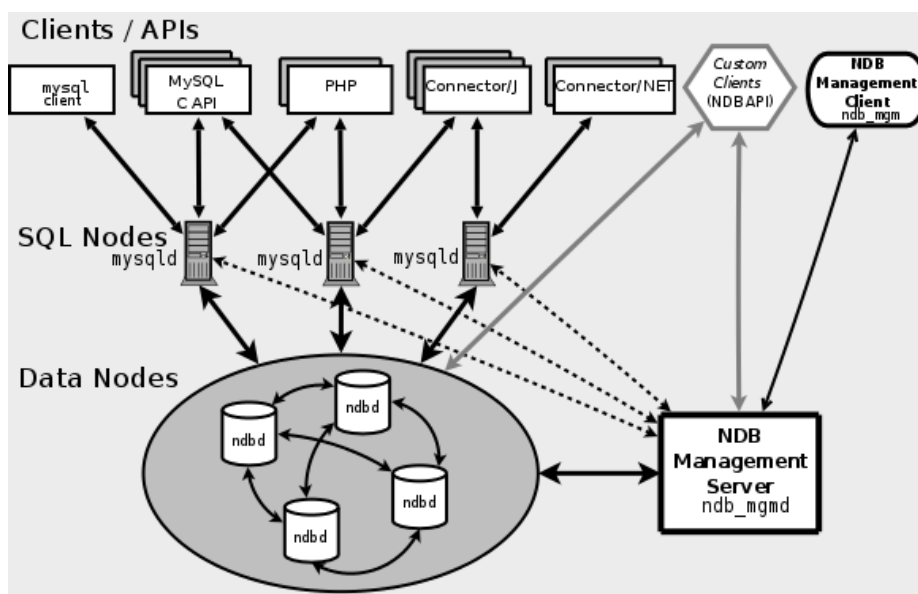 Clients / APIs
mysql
client
MySQL
C API
PHP
Connector/J
Connector/NET
Custom
Clients
(NDBAPI)
NDB
Management
Client
ndb_mgm
SQL Nodes
mysqld
mysqld
mysqld
Data Nodes
ndbd
ndbd
ndbd
ndbd
NDB
Management
Server
ndb_mgmd